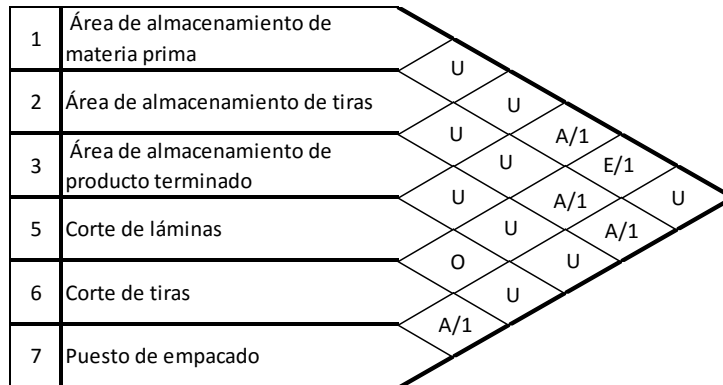 1 Área de almacenamiento de
materia prima
U
2 Área de almacenamiento de tiras
U
U A/1
3 Área de almacenamiento de
producto terminado
U E/1
U A/1 U
5 Corte de láminas
U A/1
O U
6 Corte de tiras
U
A/1
7 Puesto de empacado